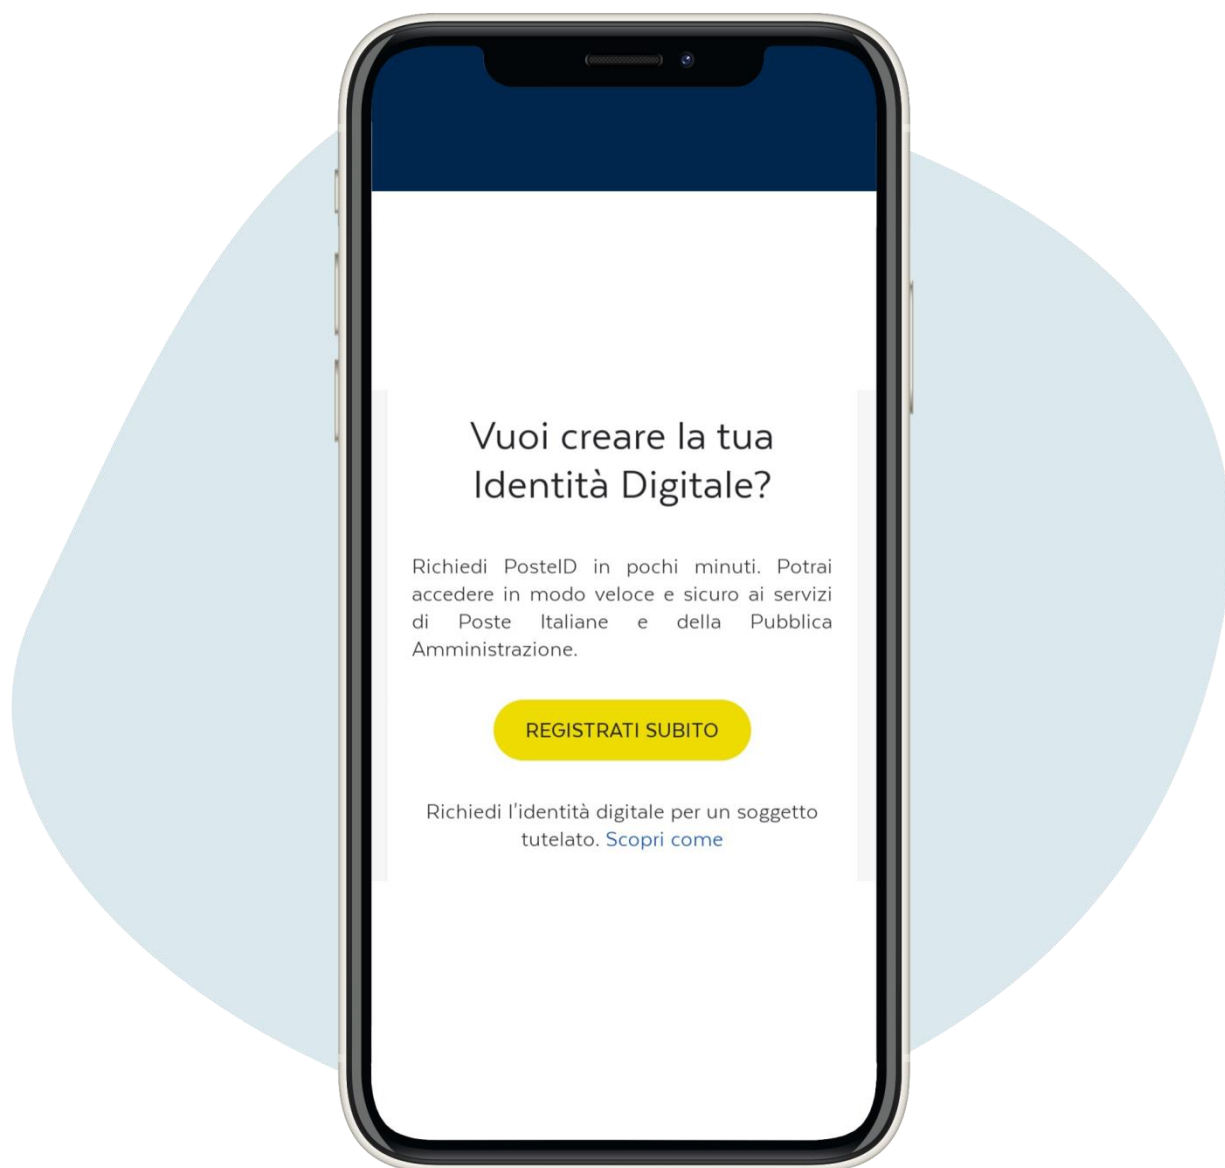 Vuoi creare la tua
Identità Digitale?
Richiedi PosteID in pochi minuti. Potrai
accedere in modo veloce e sicuro ai servizi
di Poste Italiane e della Pubblica
Amministrazione.
REGISTRATI SUBITO
Richiedi l'identità digitale per un soggetto
tutelato. Scopri come